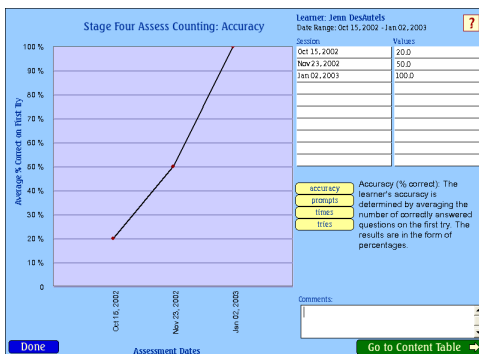 Stage Four Assess Counting: Accuracy
Learner: Jenn DesAutels
Date Range: Oct 15, 2002 - Jan 02, 2003
?
Session Values
Oct 15, 2002 20.0
Nov 23, 2002 50.0
Jan 02, 2003 100.0
Average % Correct on First Try
100 %
90 %
80 %
70 %
60 %
50 %
40 %
30 %
20 %
10 %
0
Oct 15, 2002
Nov 23, 2002
Jan 02, 2003
Assessment Dates
accuracy
prompts
times
tries
Accuracy (% correct): The
learner's accuracy is
determined by averaging the
number of correctly answered
questions on the first try. The
results are in the form of
percentages.
Comments:
Done
Go to Content Table